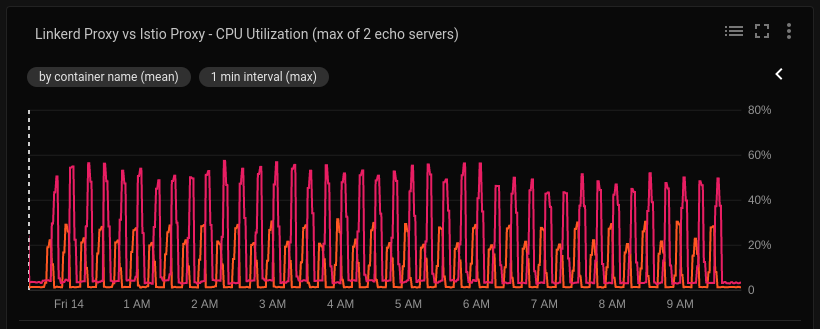 Linkerd Proxy vs Istio Proxy - CPU Utilization (max of 2 echo servers)
by container name (mean) 1 min interval (max)
80%
60%
40%
20%
0
Fri 14 1 AM 2 AM 3 AM 4 AM 5 AM 6 AM 7 AM 8 AM 9 AM